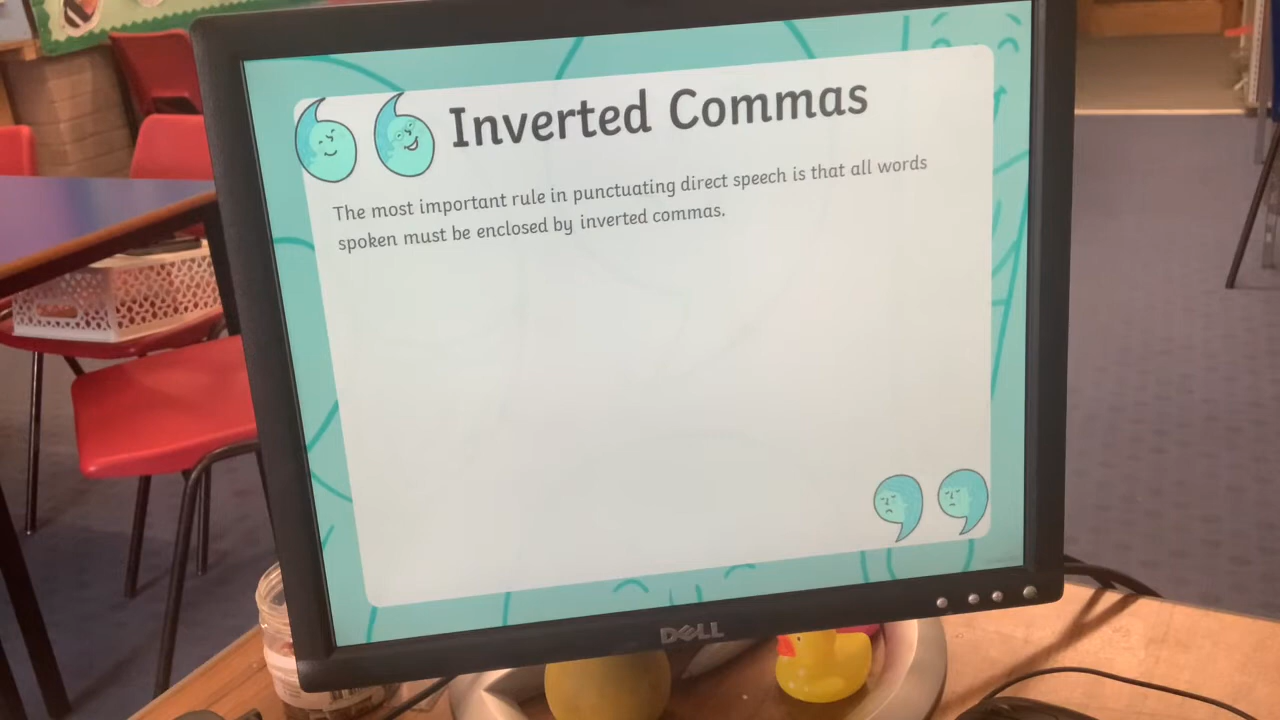 Inverted Commas
The most important rule in punctuating direct speech is that all words
spoken must be enclosed by inverted commas.
DELL